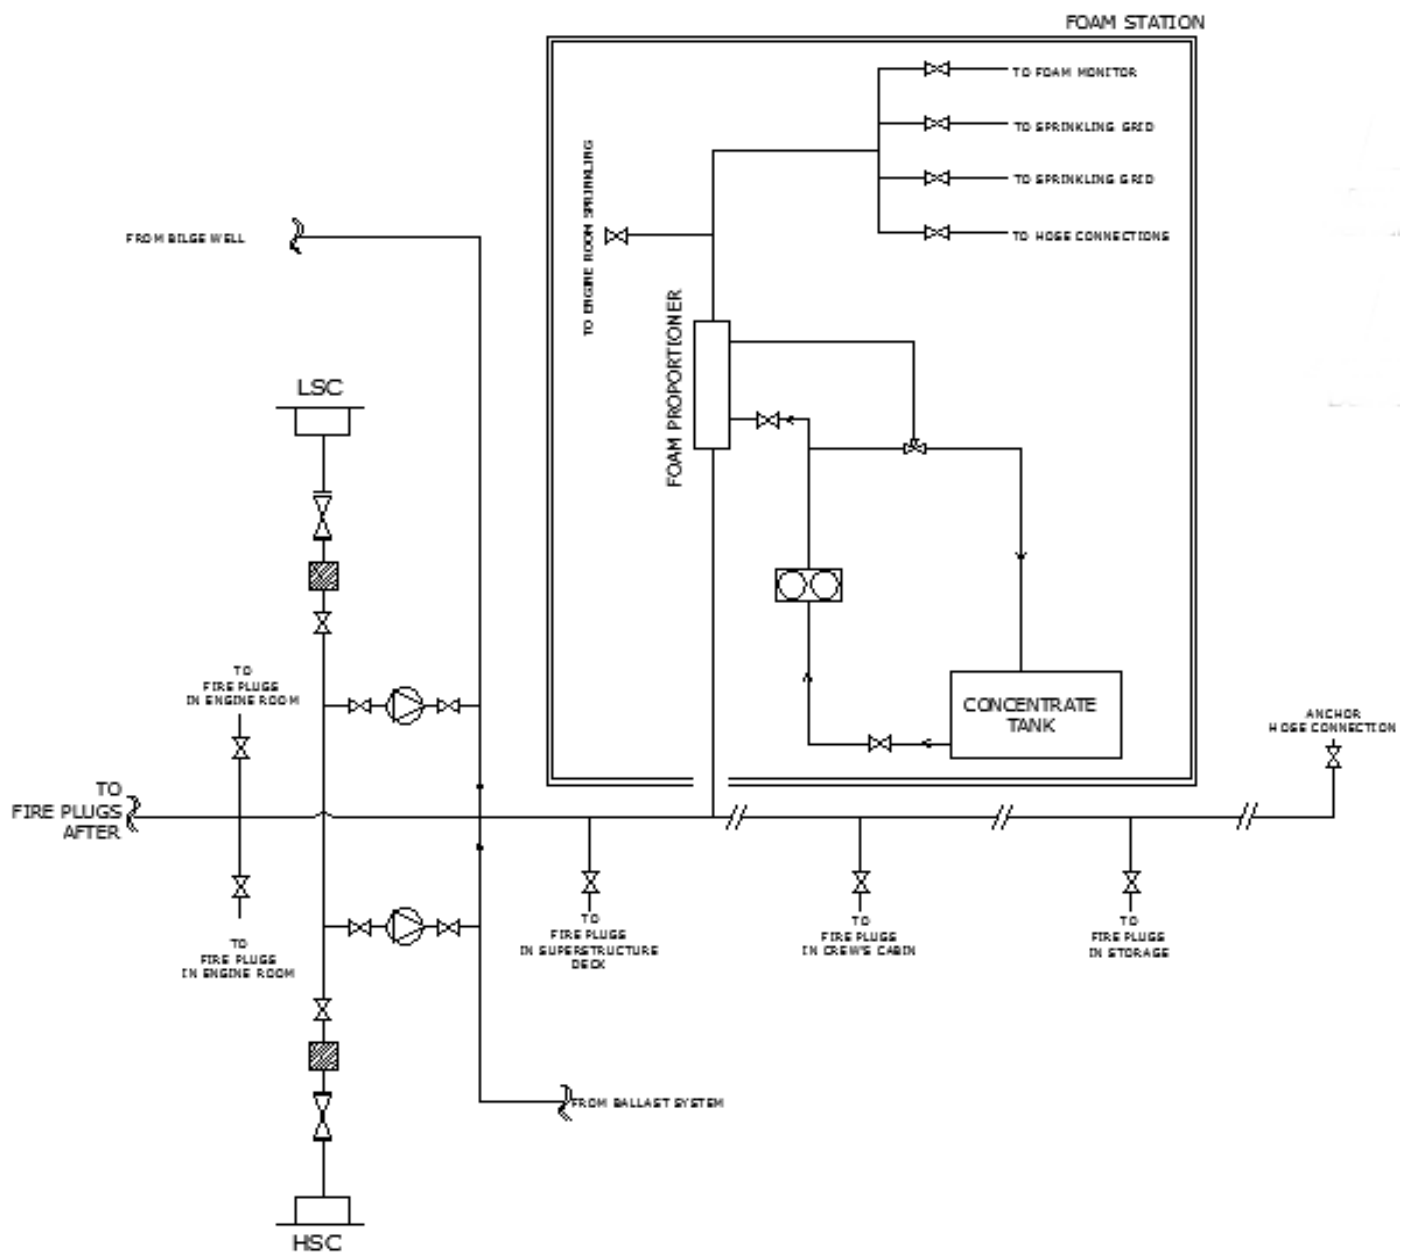 FOAM STATION
TO FOAM MONITOR
TO SPRINKLING GRID
TO SPRINKLING GRID
TO HOSE CONNECTIONS
TO ENGINE ROOM SPRINKLING
FROM BILGE WELL
FOAM PROPORTIONER
LSC
TO
FIRE PLUGS
IN ENGINE ROOM
CONCENTRATE
TANK
ANCHOR
HOSE CONNECTION
TO
FIRE PLUGS
AFTER
TO
FIRE PLUGS
IN ENGINE ROOM
TO
FIRE PLUGS
IN SUPERSTRUCTURE
DECK
TO
FIRE PLUGS
IN CREW'S CABIN
TO
FIRE PLUGS
IN STORAGE
FROM BALLAST SYSTEM
HSC